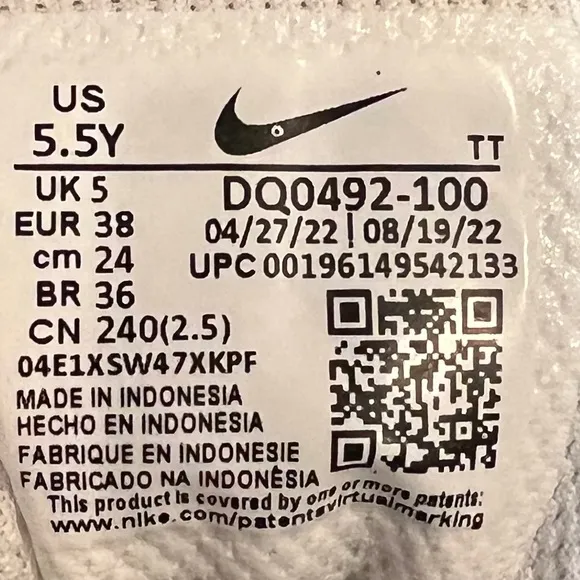 US
5.5Y
TT
UK 5
EUR 38
cm 24
BR 36
CN 240(2.5)
DQ0492-100
04/27/22 | 08/19/22
UPC 00196149542133
04E1XSW47XKPF
MADE IN INDONESIA
HECHO EN INDONESIA
FABRIQUE EN INDONESIE
FABRICADO NA INDONÉSIA
This product is covered by one or more patents:
www.nike.com/patentsvirtualmarking